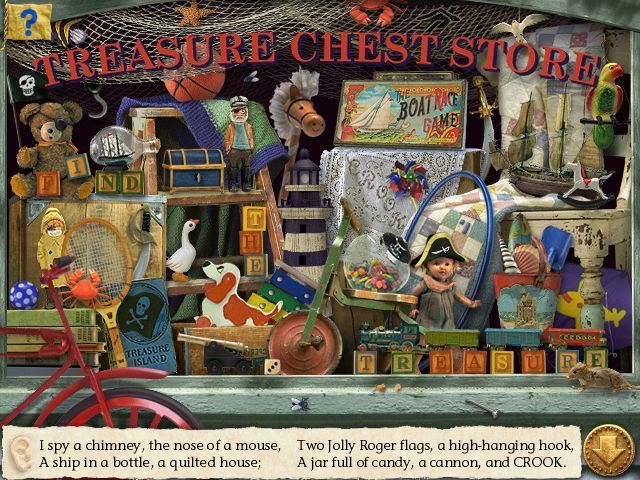 ?
TREASURE CHEST STORE
THE
BOAT RACE
GAME
FIND
CROOK
THE
TREASURE
ISLAND
TREASURE
I spy a chimney, the nose of a mouse,
A ship in a bottle, a quilted house;
Two Jolly Roger flags, a high-hanging hook,
A jar full of candy, a cannon, and CROOK.